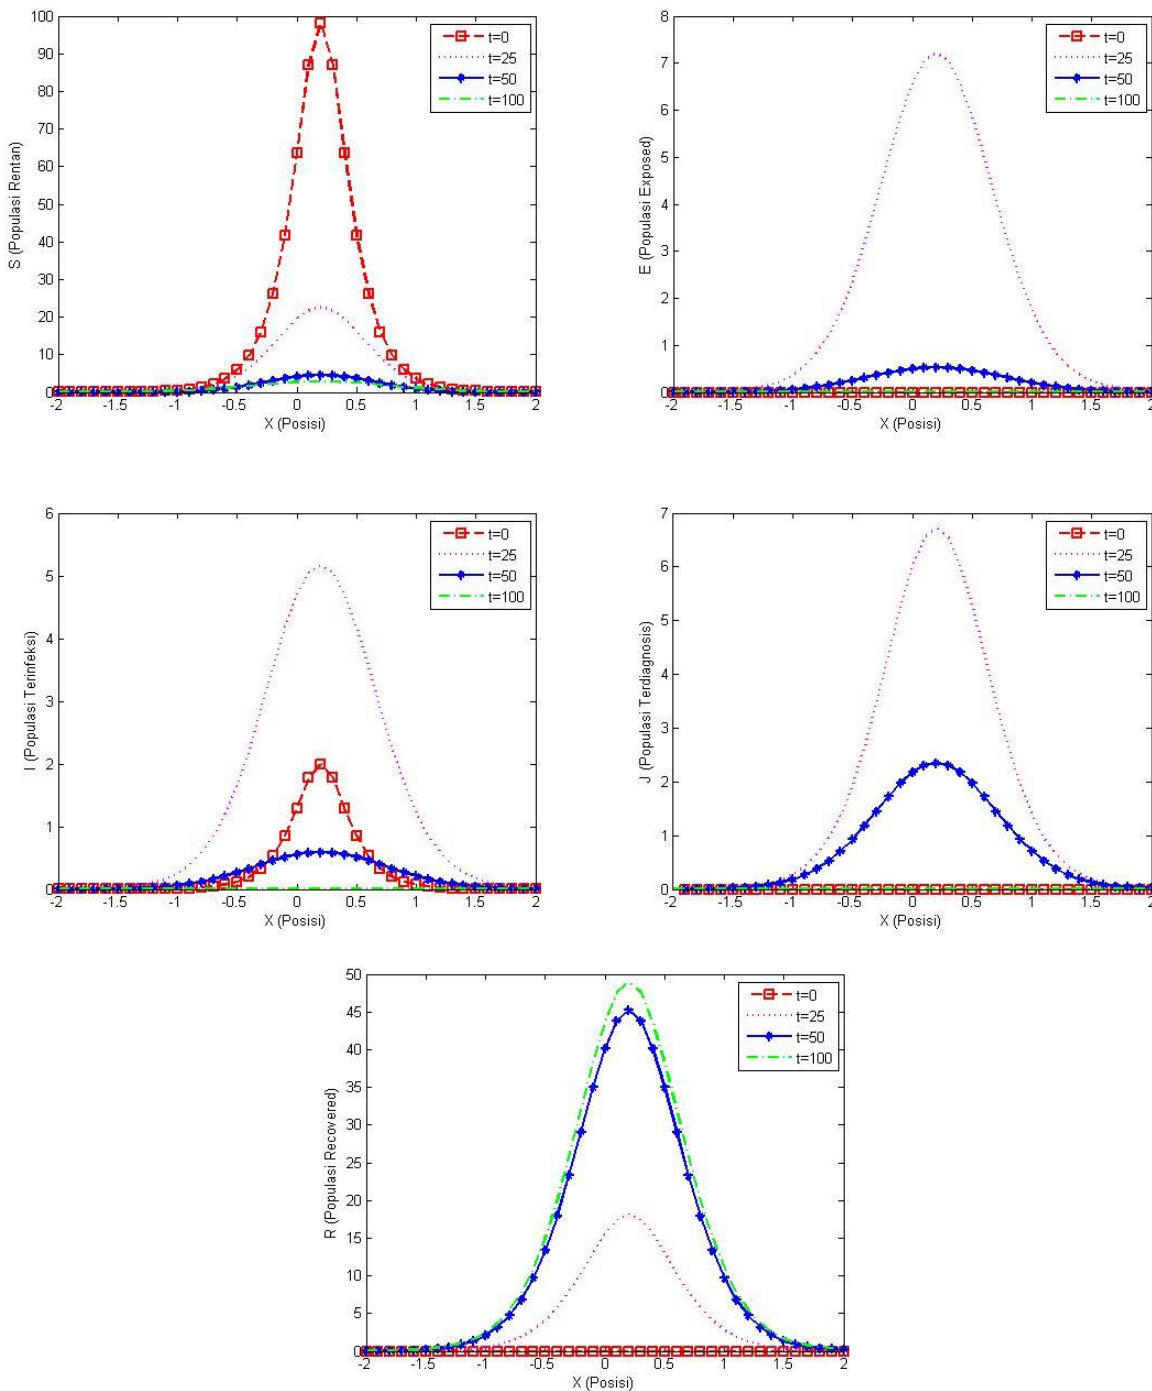 100
90
80
70
60
50
40
30
20
10
0
S (Populasi Rentan)
-2 -1.5 -1 -0.5 0 0.5 1 1.5 2
X (Posisi)
t=0
t=25
t=50
t=100
8
7
6
5
4
3
2
1
0
E (Populasi Exposed)
-2 -1.5 -1 -0.5 0 0.5 1 1.5 2
X (Posisi)
t=0
t=25
t=50
t=100
6
5
4
3
2
1
0
I (Populasi Terinfeksi)
-2 -1.5 -1 -0.5 0 0.5 1 1.5 2
X (Posisi)
t=0
t=25
t=50
t=100
7
6
5
4
3
2
1
0
J (Populasi Terdiagnosis)
-2 -1.5 -1 -0.5 0 0.5 1 1.5 2
X (Posisi)
t=0
t=25
t=50
t=100
50
45
40
35
30
25
20
15
10
5
0
R (Populasi Recovered)
-2 -1.5 -1 -0.5 0 0.5 1 1.5 2
X (Posisi)
t=0
t=25
t=50
t=100